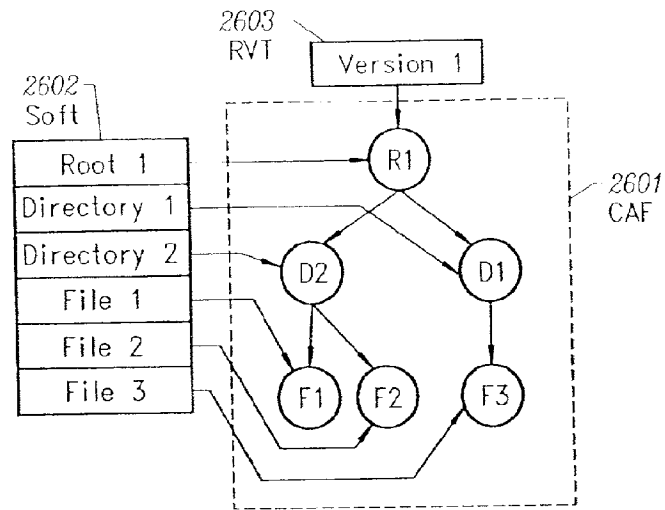 2603
RVT
Version 1
2602
Soft
Root 1
Directory 1
Directory 2
File 1
File 2
File 3
R1
2601
CAF
D2
D1
F1
F2
F3